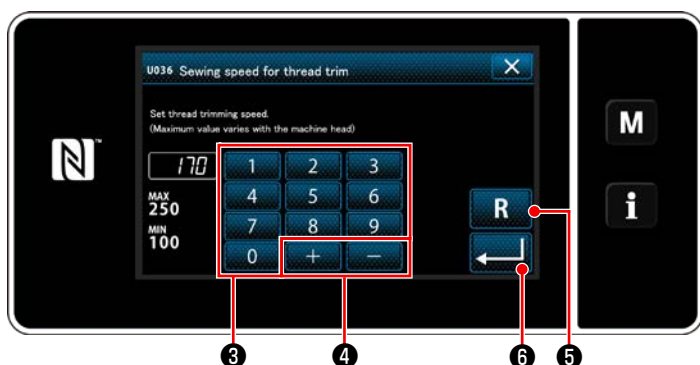 U036 Sewing speed for thread trim
X
Set thread trimming speed.
(Maximum value varies with the machine head)
170
1 2 3
MAX
250
4 5 6
MIN
100
7 8 9
0 + −
R
N™
M
i
❸ ❹ ❻ ❺